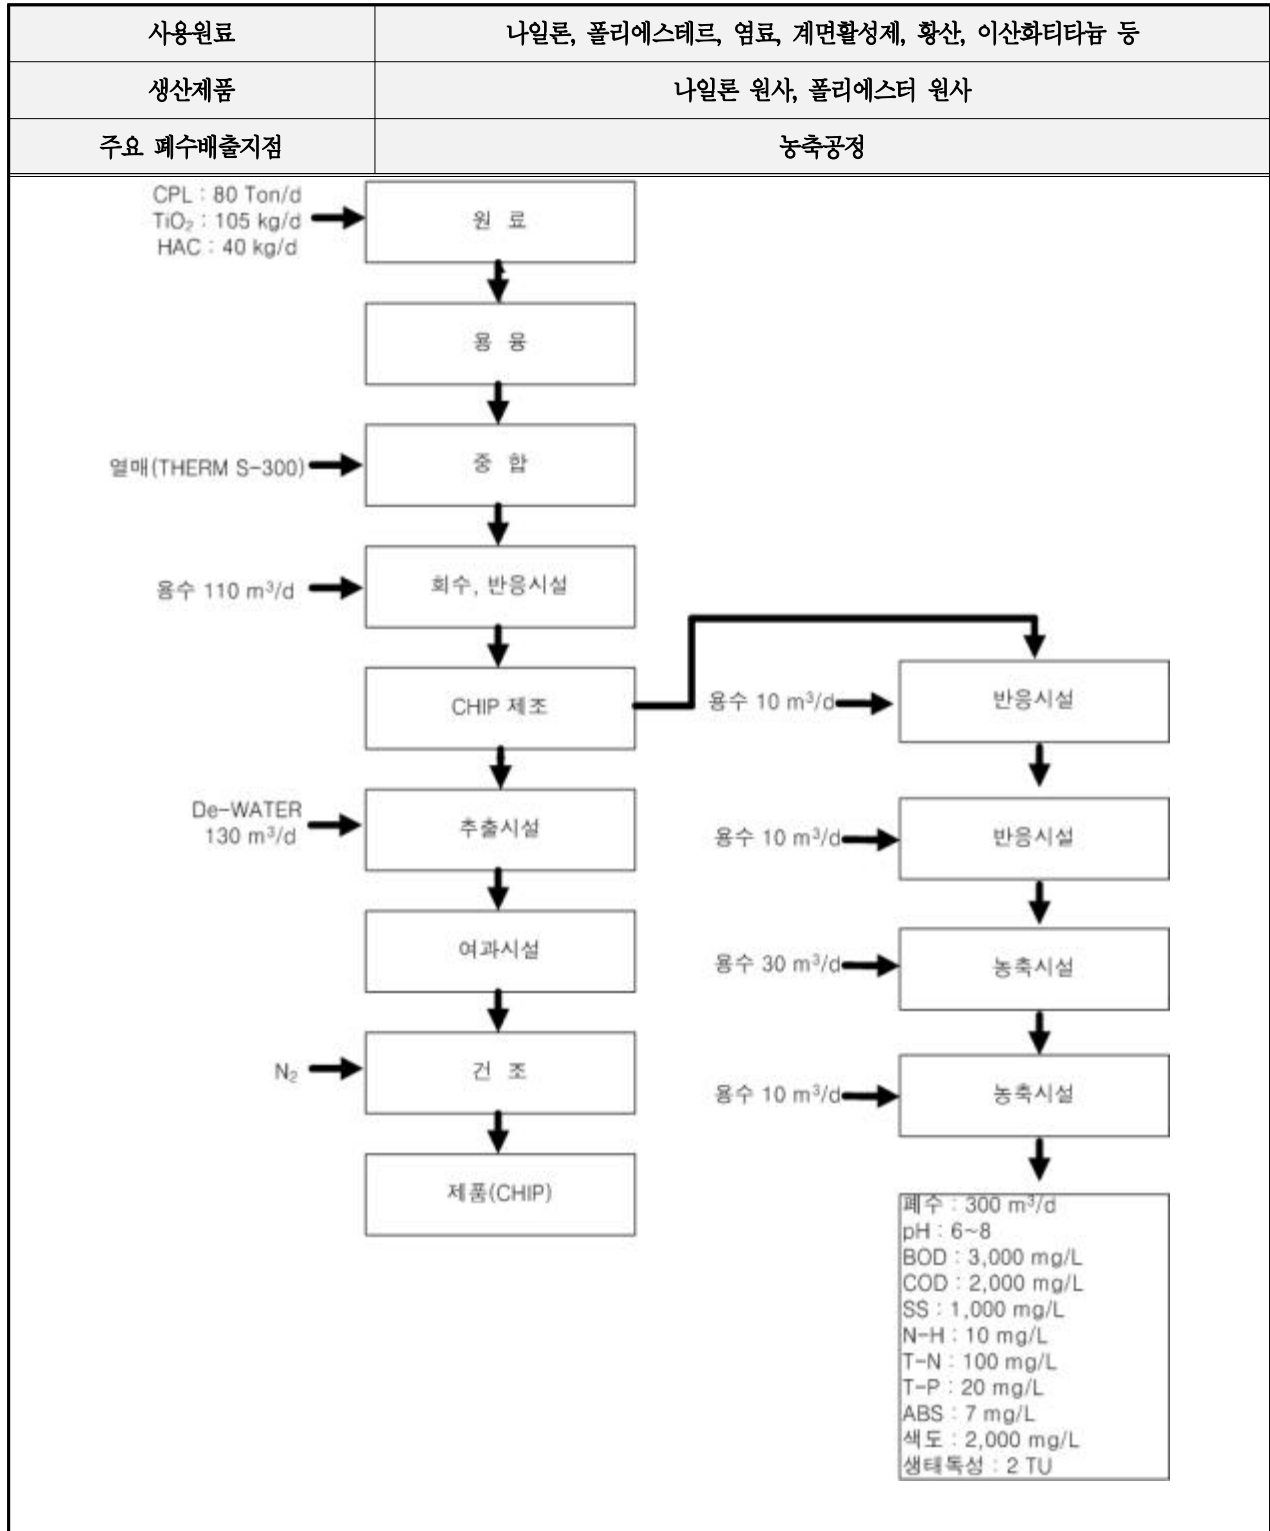 사용원료
나일론, 폴리에스테르, 염료, 계면활성제, 황산, 이산화티타늄 등
생산제품
나일론 원사, 폴리에스터 원사
주요 폐수배출지점
농축공정
CPL : 80 Ton/d
TiO₂ : 105 kg/d
HAC : 40 kg/d
원 료
용 융
열매(THERM S-300)
중 합
용수 110 m³/d
회수, 반응시설
CHIP 제조
De-WATER
130 m³/d
추출시설
여과시설
N₂
건 조
제품(CHIP)
용수 10 m³/d
반응시설
용수 10 m³/d
반응시설
용수 30 m³/d
농축시설
용수 10 m³/d
농축시설
폐수 : 300 m³/d
pH : 6~8
BOD : 3,000 mg/L
COD : 2,000 mg/L
SS : 1,000 mg/L
N-H : 10 mg/L
T-N : 100 mg/L
T-P : 20 mg/L
ABS : 7 mg/L
색도 : 2,000 mg/L
생태독성 : 2 TU